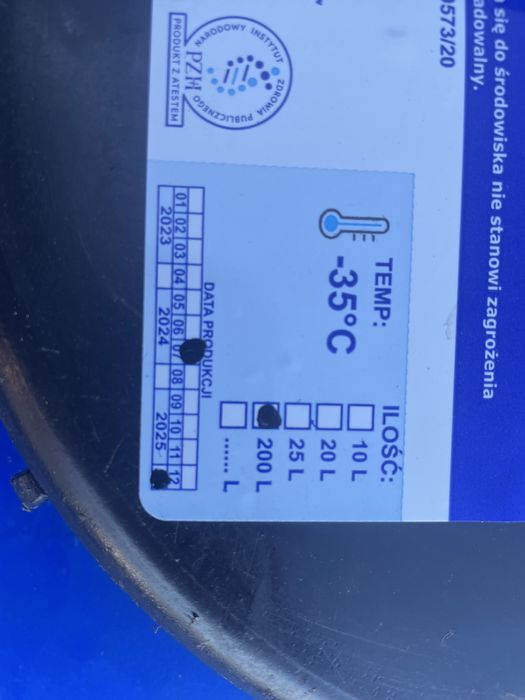 0573/20
się do środowiska nie stanowi zagrożenia
adowalny.
NARODOWY INSTYTUT ZDROWIA PUBLICZNEGO
PZH
PRODUKT Z ATESTEM
TEMP:
-35°C
ILOŚĆ:
10 L
20 L
25 L
200 L
...... L
DATA PRODUKCJI
01 02 03 04 05 06 07 08 09 10 11 12
2023 2024 2025